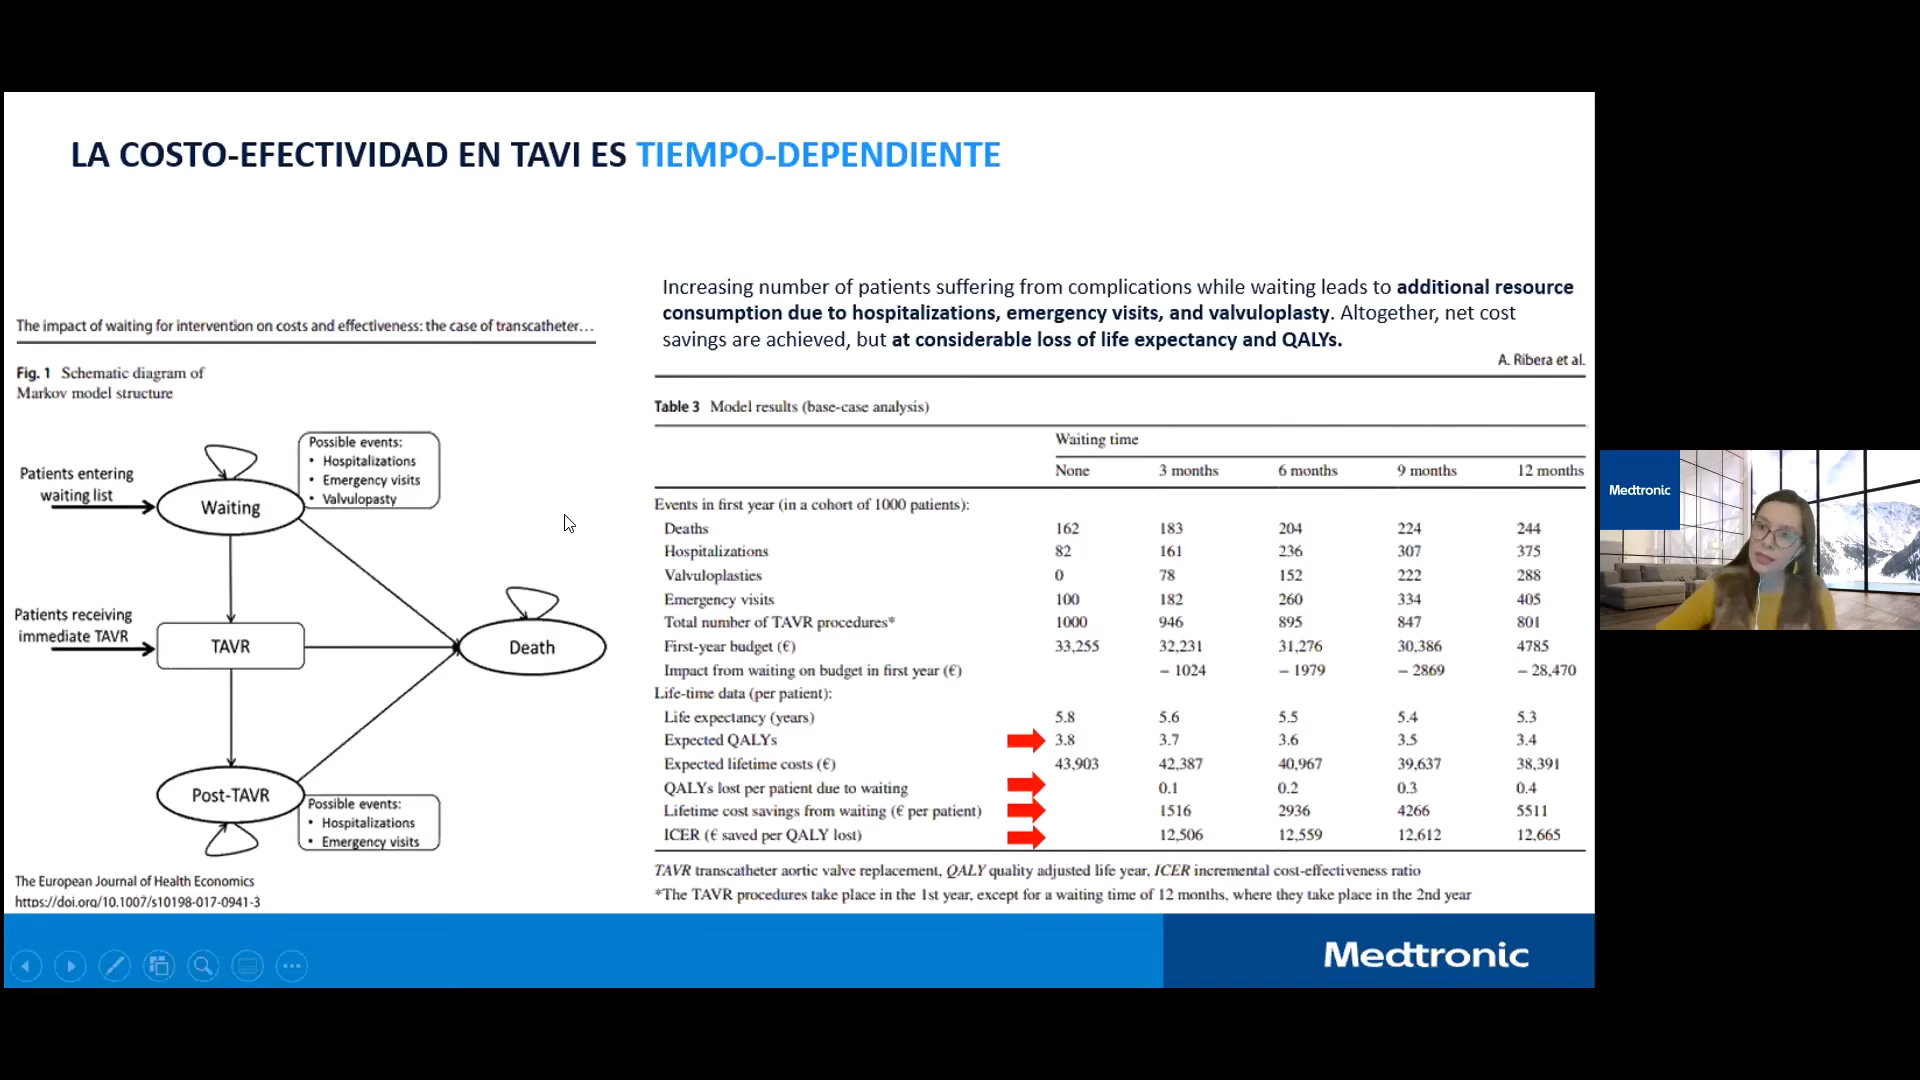 LA COSTO-EFECTIVIDAD EN TAVI ES TIEMPO-DEPENDIENTE
The impact of waiting for intervention on costs and effectiveness: the case of transcatheter…
Fig. 1 Schematic diagram of
Markov model structure
Patients entering
waiting list
Waiting
Possible events:
• Hospitalizations
• Emergency visits
• Valvulopasty
Patients receiving
immediate TAVR
TAVR
Death
Post-TAVR
Possible events:
• Hospitalizations
• Emergency visits
The European Journal of Health Economics
https://doi.org/10.1007/s10198-017-0941-3
Increasing number of patients suffering from complications while waiting leads to additional resource
consumption due to hospitalizations, emergency visits, and valvuloplasty. Altogether, net cost
savings are achieved, but at considerable loss of life expectancy and QALYs.
A. Ribera et al.
Table 3 Model results (base-case analysis)
Waiting time
None 3 months 6 months 9 months 12 months
Events in first year (in a cohort of 1000 patients):
Deaths 162 183 204 224 244
Hospitalizations 82 161 236 307 375
Valvuloplasties 0 78 152 222 288
Emergency visits 100 182 260 334 405
Total number of TAVR procedures* 1000 946 895 847 801
First-year budget (€) 33,255 32,231 31,276 30,386 4785
Impact from waiting on budget in first year (€) − 1024 − 1979 − 2869 − 28,470
Life-time data (per patient):
Life expectancy (years) 5.8 5.6 5.5 5.4 5.3
Expected QALYs 3.8 3.7 3.6 3.5 3.4
Expected lifetime costs (€) 43,903 42,387 40,967 39,637 38,391
QALYs lost per patient due to waiting 0.1 0.2 0.3 0.4
Lifetime cost savings from waiting (€ per patient) 1516 2936 4266 5511
ICER (€ saved per QALY lost) 12,506 12,559 12,612 12,665
TAVR transcatheter aortic valve replacement, QALY quality adjusted life year, ICER incremental cost-effectiveness ratio
*The TAVR procedures take place in the 1st year, except for a waiting time of 12 months, where they take place in the 2nd year
Medtronic
Medtronic